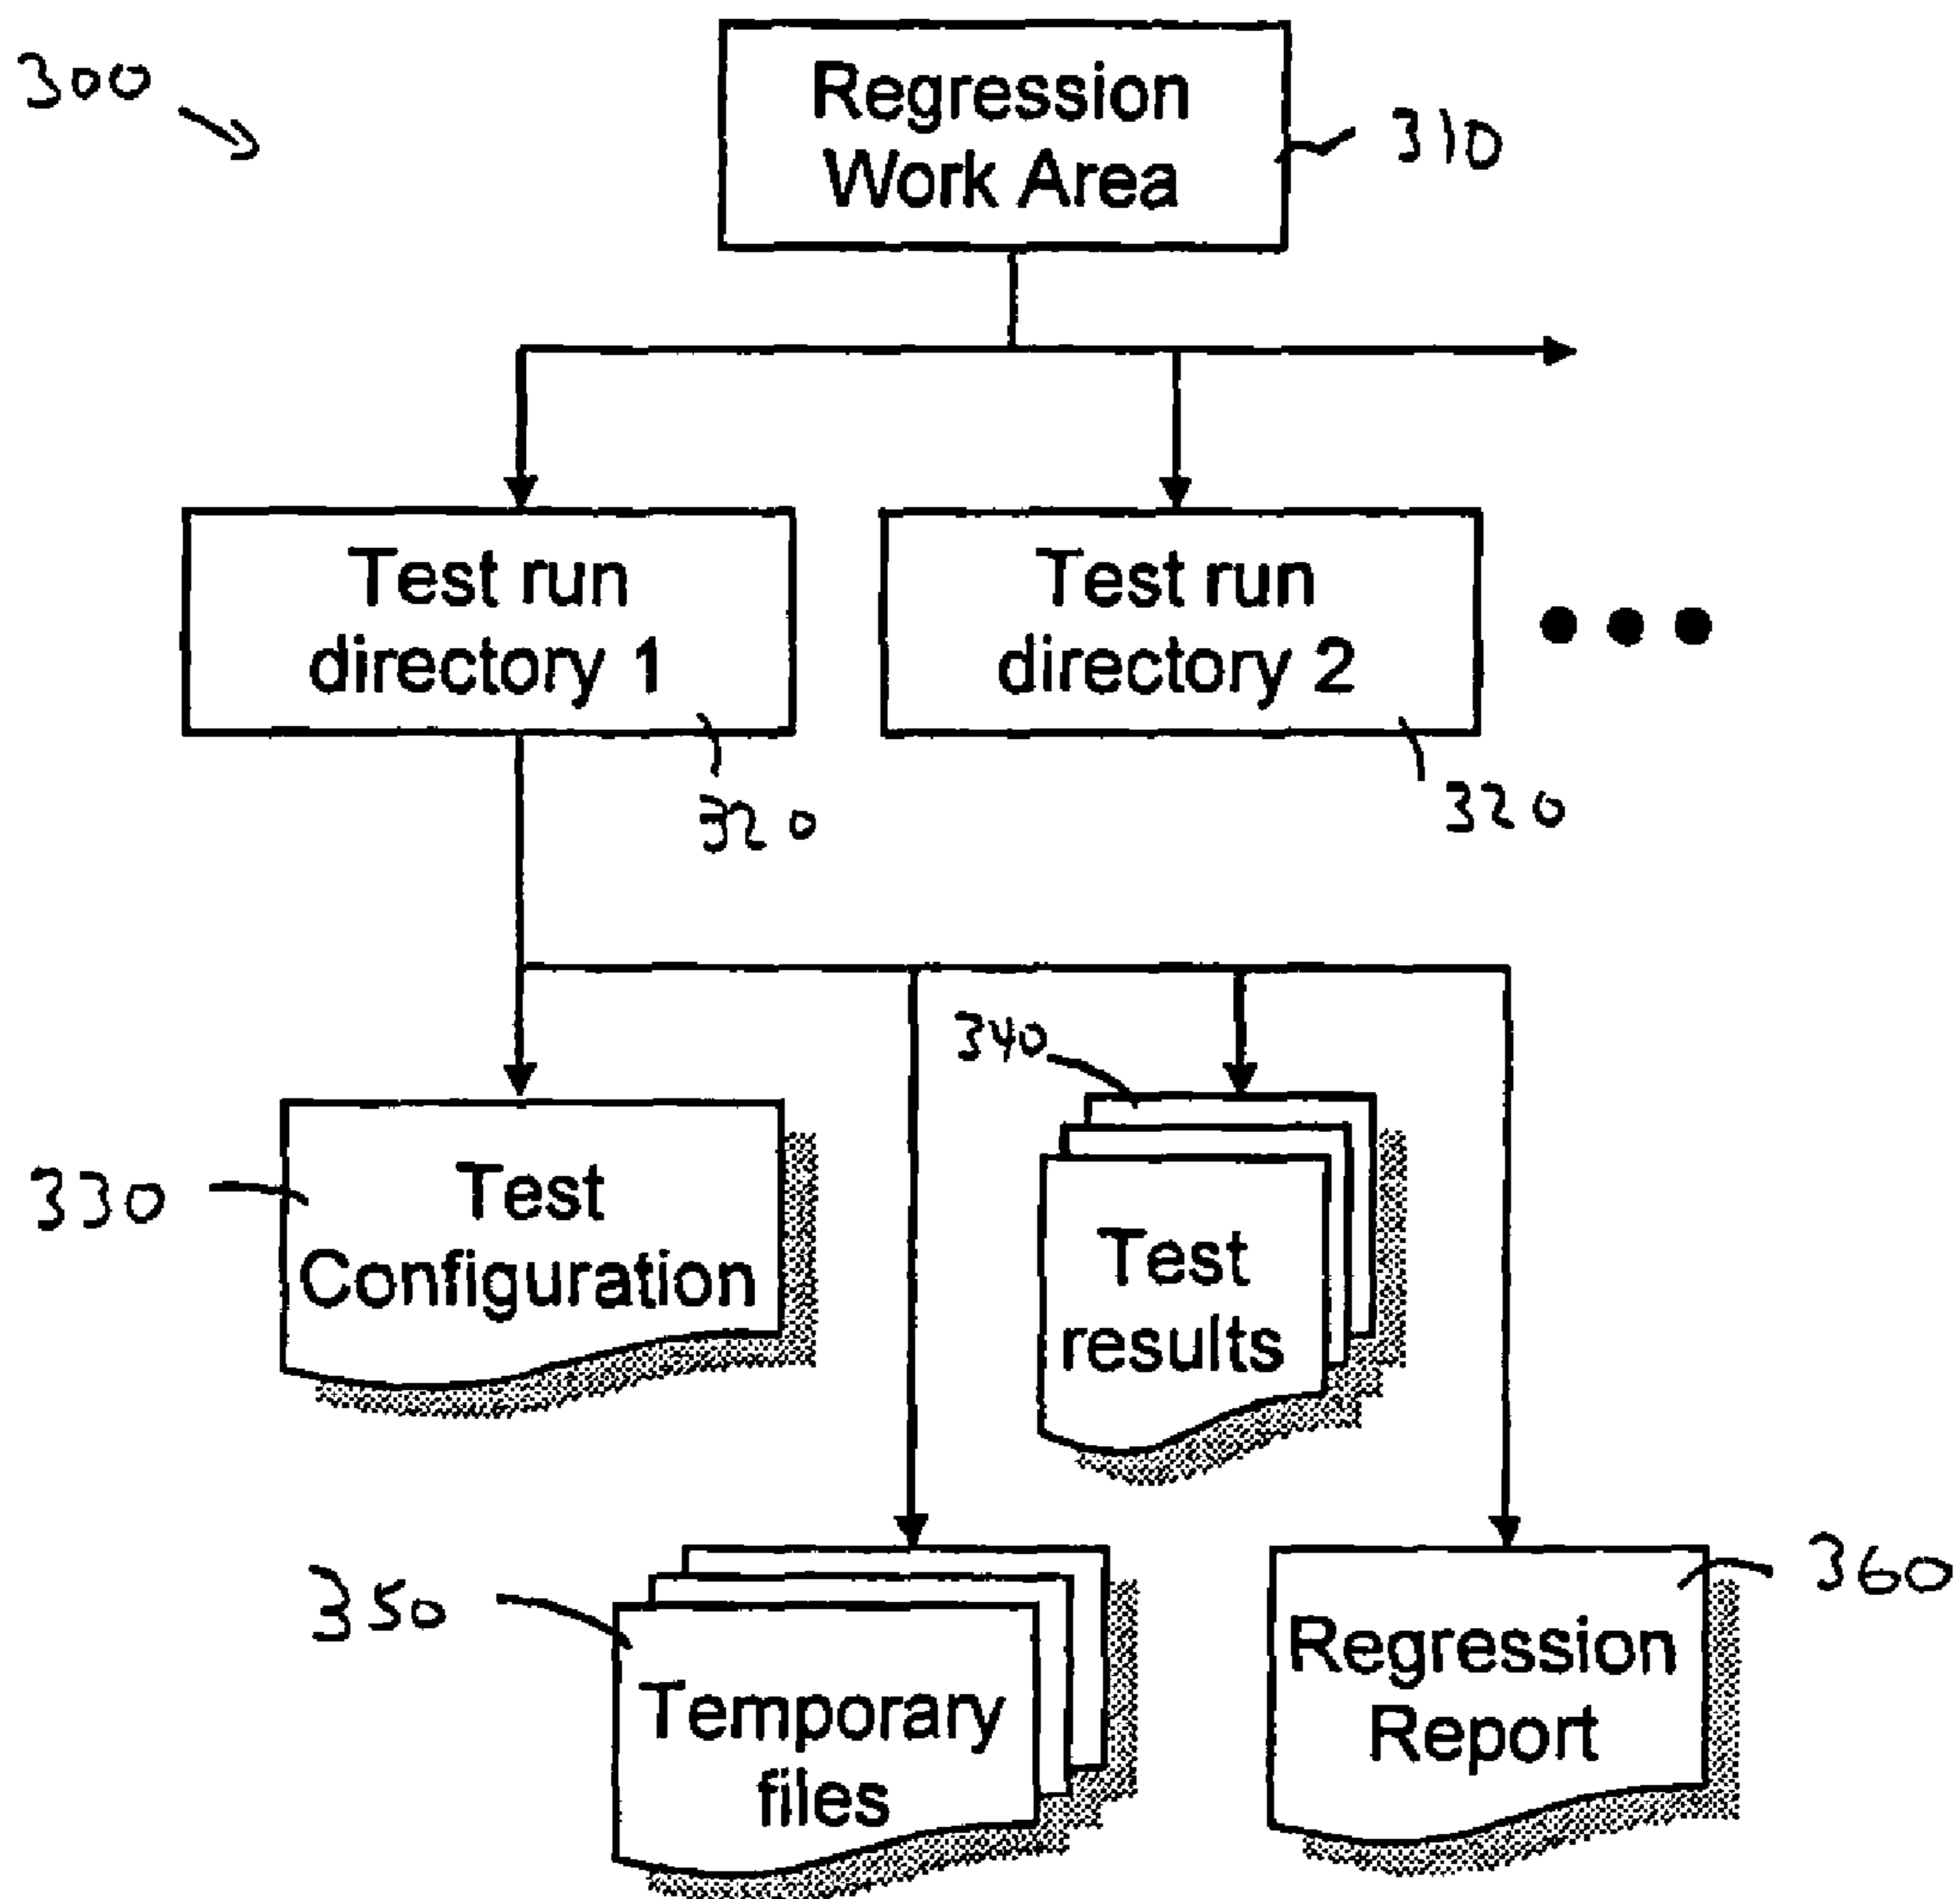 300
Regression
Work Area
310
Test run
directory 1
320
Test run
directory 2
320
330
Test
Configuration
340
Test
results
350
Temporary
files
360
Regression
Report